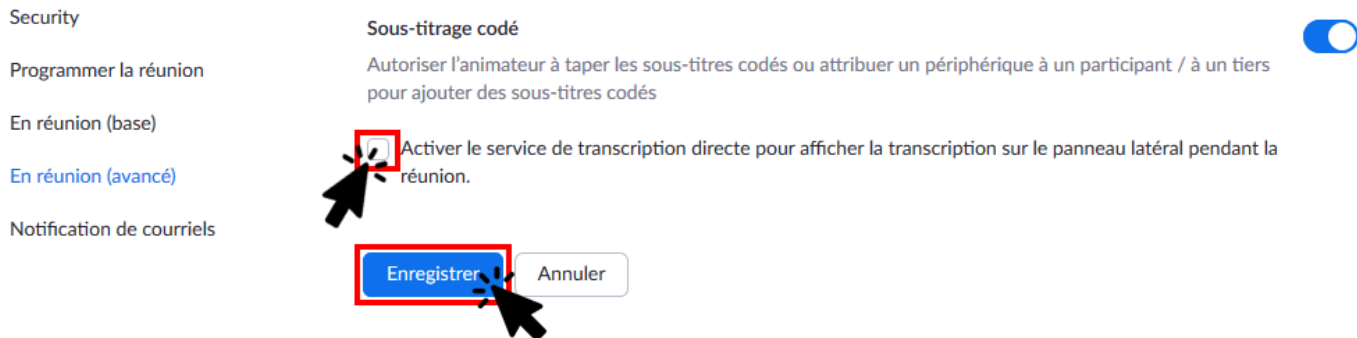 Security
Programmer la réunion
En réunion (base)
En réunion (avancé)
Notification de courriels
Sous-titrage codé
Autoriser l'animateur à taper les sous-titres codés ou attribuer un périphérique à un participant / à un tiers
pour ajouter des sous-titres codés
Activer le service de transcription directe pour afficher la transcription sur le panneau latéral pendant la
réunion.
Enregistrer
Annuler